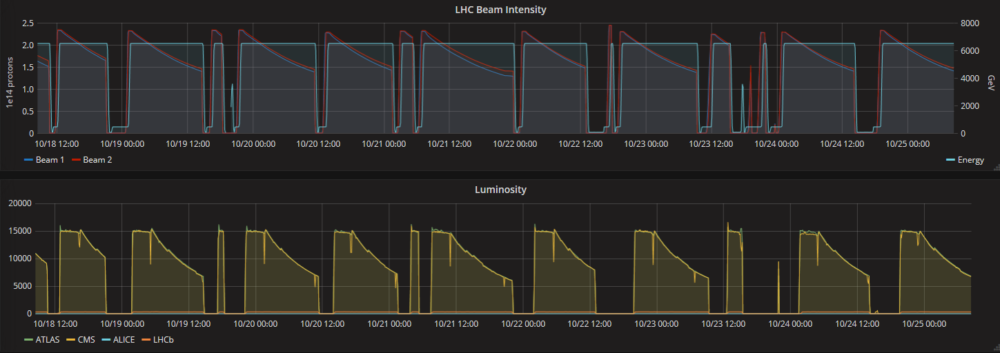 LHC Beam Intensity
2.5 8000
2.0 6000
1.5
1.0 4000
0.5 2000
0 0
1e14 protons
GeV
10/18 12:00 10/19 00:00 10/19 12:00 10/20 00:00 10/20 12:00 10/21 00:00 10/21 12:00 10/22 00:00 10/22 12:00 10/23 00:00 10/23 12:00 10/24 00:00 10/24 12:00 10/25 00:00
Beam 1 Beam 2 Energy
Luminosity
20000
15000
10000
5000
0
10/18 12:00 10/19 00:00 10/19 12:00 10/20 00:00 10/20 12:00 10/21 00:00 10/21 12:00 10/22 00:00 10/22 12:00 10/23 00:00 10/23 12:00 10/24 00:00 10/24 12:00 10/25 00:00
ATLAS CMS ALICE LHCb